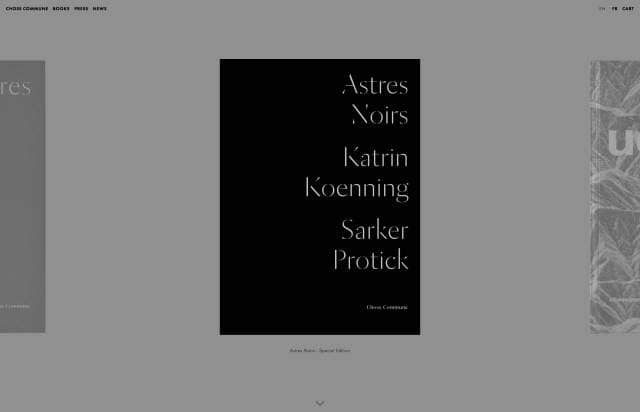 CHOSE COMMUNE BOOKS PRESS NEWS
EN FR CART
res
Astres
Noirs
Katrin
Koenning
Sarker
Protick
Chose Commune
Astres Noirs - Special Edition